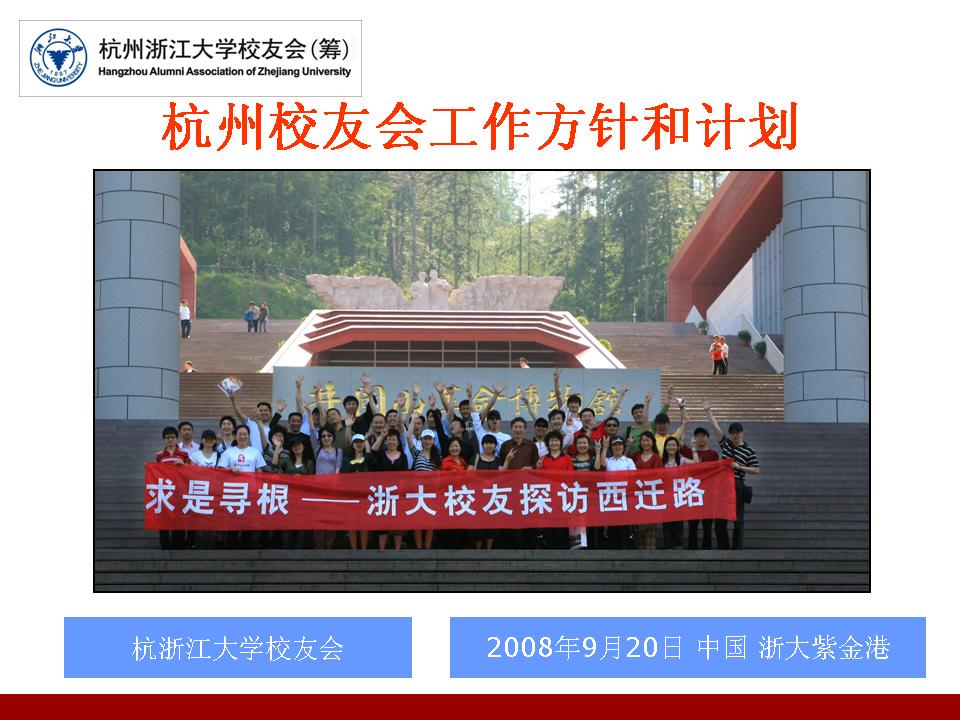 杭州浙江大学校友会(筹)
Hangzhou Alumni Association of Zhejiang University
浙江大学
1897
ZHEJIANG UNIVERSITY
杭州校友会工作方针和计划
井冈山革命博物馆
求是寻根——浙大校友探访西迁路
杭浙江大学校友会
2008年9月20日 中国 浙大紫金港